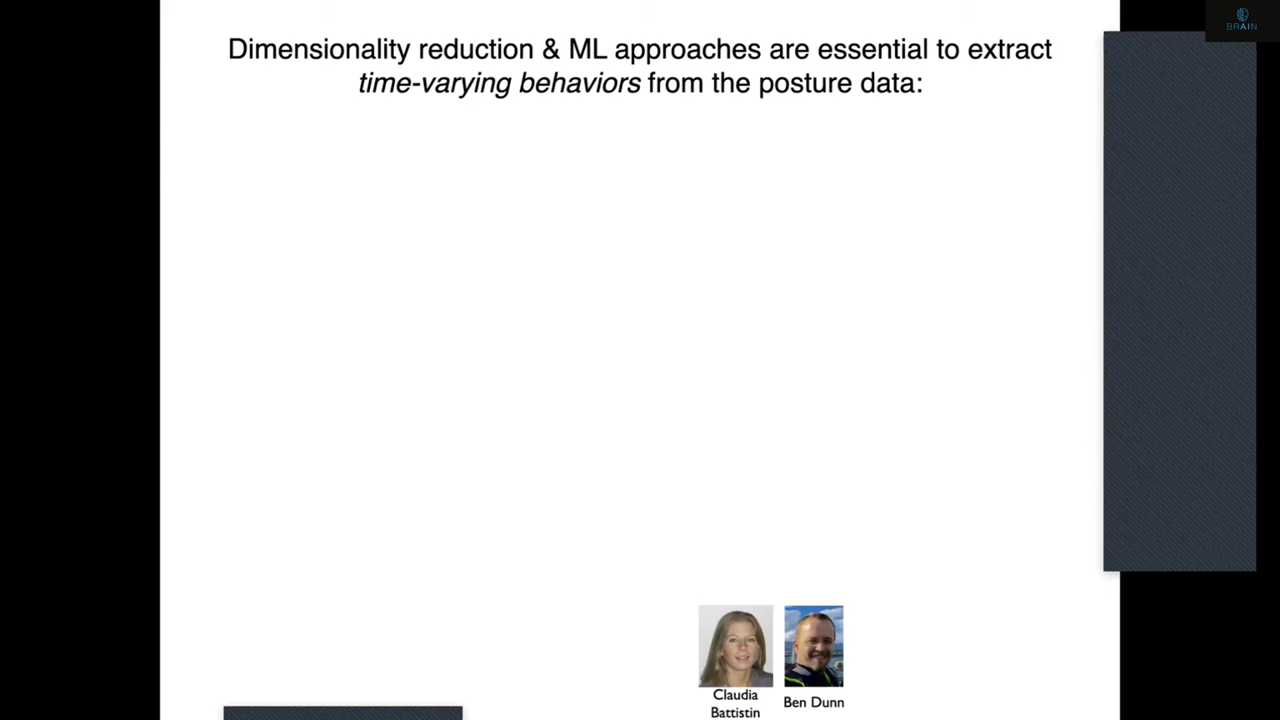 BRAIN
Dimensionality reduction & ML approaches are essential to extract
time-varying behaviors from the posture data:
Claudia
Battistin
Ben Dunn